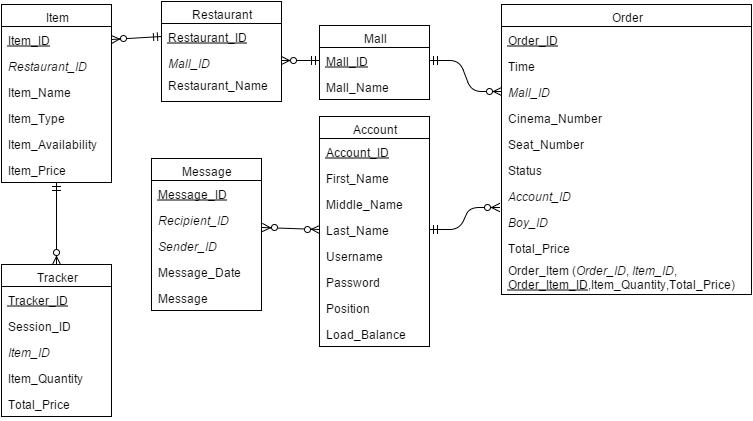 Item
Item_ID
Restaurant_ID
Item_Name
Item_Type
Item_Availability
Item_Price
Restaurant
Restaurant_ID
Mall_ID
Restaurant_Name
Mall
Mall_ID
Mall_Name
Order
Order_ID
Time
Mall_ID
Cinema_Number
Seat_Number
Status
Account_ID
Boy_ID
Total_Price
Order_Item (Order_ID, Item_ID,
Order_Item_ID,Item_Quantity,Total_Price)
Account
Account_ID
First_Name
Middle_Name
Last_Name
Username
Password
Position
Load_Balance
Message
Message_ID
Recipient_ID
Sender_ID
Message_Date
Message
Tracker
Tracker_ID
Session_ID
Item_ID
Item_Quantity
Total_Price